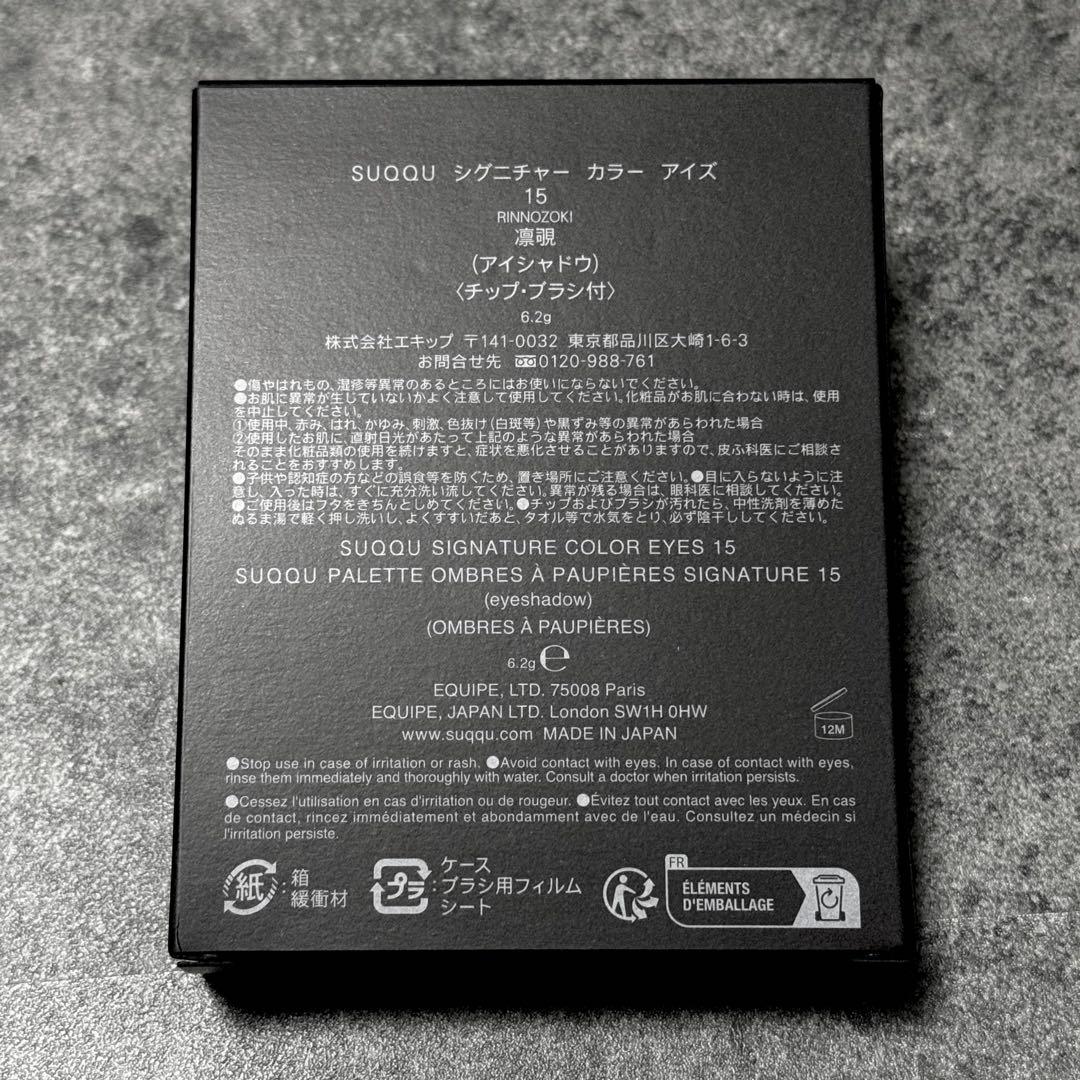 SUQQU シグニチャー カラー アイズ
15
RINNOZOKI
凛覗
(アイシャドウ)
〈チップ・ブラシ付〉
6.2g
株式会社エキップ 〒141-0032 東京都品川区大崎1-6-3
お問合せ先 0120-988-761
●傷やはれもの、湿疹等異常のあるところにはお使いにならないでください。
●お肌に異常が生じていないかよく注意して使用してください。化粧品がお肌に合わない時は、使用
を中止してください。
①使用中、赤み、はれ、かゆみ、刺激、色抜け(白斑等)や黒ずみ等の異常があらわれた場合
②使用したお肌に、直射日光があたって上記のような異常があらわれた場合
そのまま化粧品類の使用を続けますと、症状を悪化させることがありますので、皮ふ科医にご相談さ
れることをおすすめします。
●子供や認知症の方などの誤食等を防ぐため、置き場所にご注意ください。●目に入らないように注
意し、入った時は、すぐに充分洗い流してください。異常が残る場合は、眼科医に相談してください。
●ご使用後はフタをきちんとしめてください。●チップおよびブラシが汚れたら、中性洗剤を薄めた
ぬるま湯で軽く押し洗いし、よくすすいだあと、タオル等で水気をとり、必ず陰干ししてください。
SUQQU SIGNATURE COLOR EYES 15
SUQQU PALETTE OMBRES À PAUPIÈRES SIGNATURE 15
(eyeshadow)
(OMBRES À PAUPIÈRES)
6.2g ℮
EQUIPE, LTD. 75008 Paris
EQUIPE, JAPAN LTD. London SW1H 0HW
www.suqqu.com MADE IN JAPAN
12M
●Stop use in case of irritation or rash. ●Avoid contact with eyes. In case of contact with eyes,
rinse them immediately and thoroughly with water. Consult a doctor when irritation persists.
●Cessez l'utilisation en cas d'irritation ou de rougeur. ●Évitez tout contact avec les yeux. En cas
de contact, rincez immédiatement et abondamment avec de l'eau. Consultez un médecin si
l'irritation persiste.
紙 : 箱
緩衝材
プラ : ケース
ブラシ用フィルム
シート
FR
ÉLÉMENTS
D'EMBALLAGE